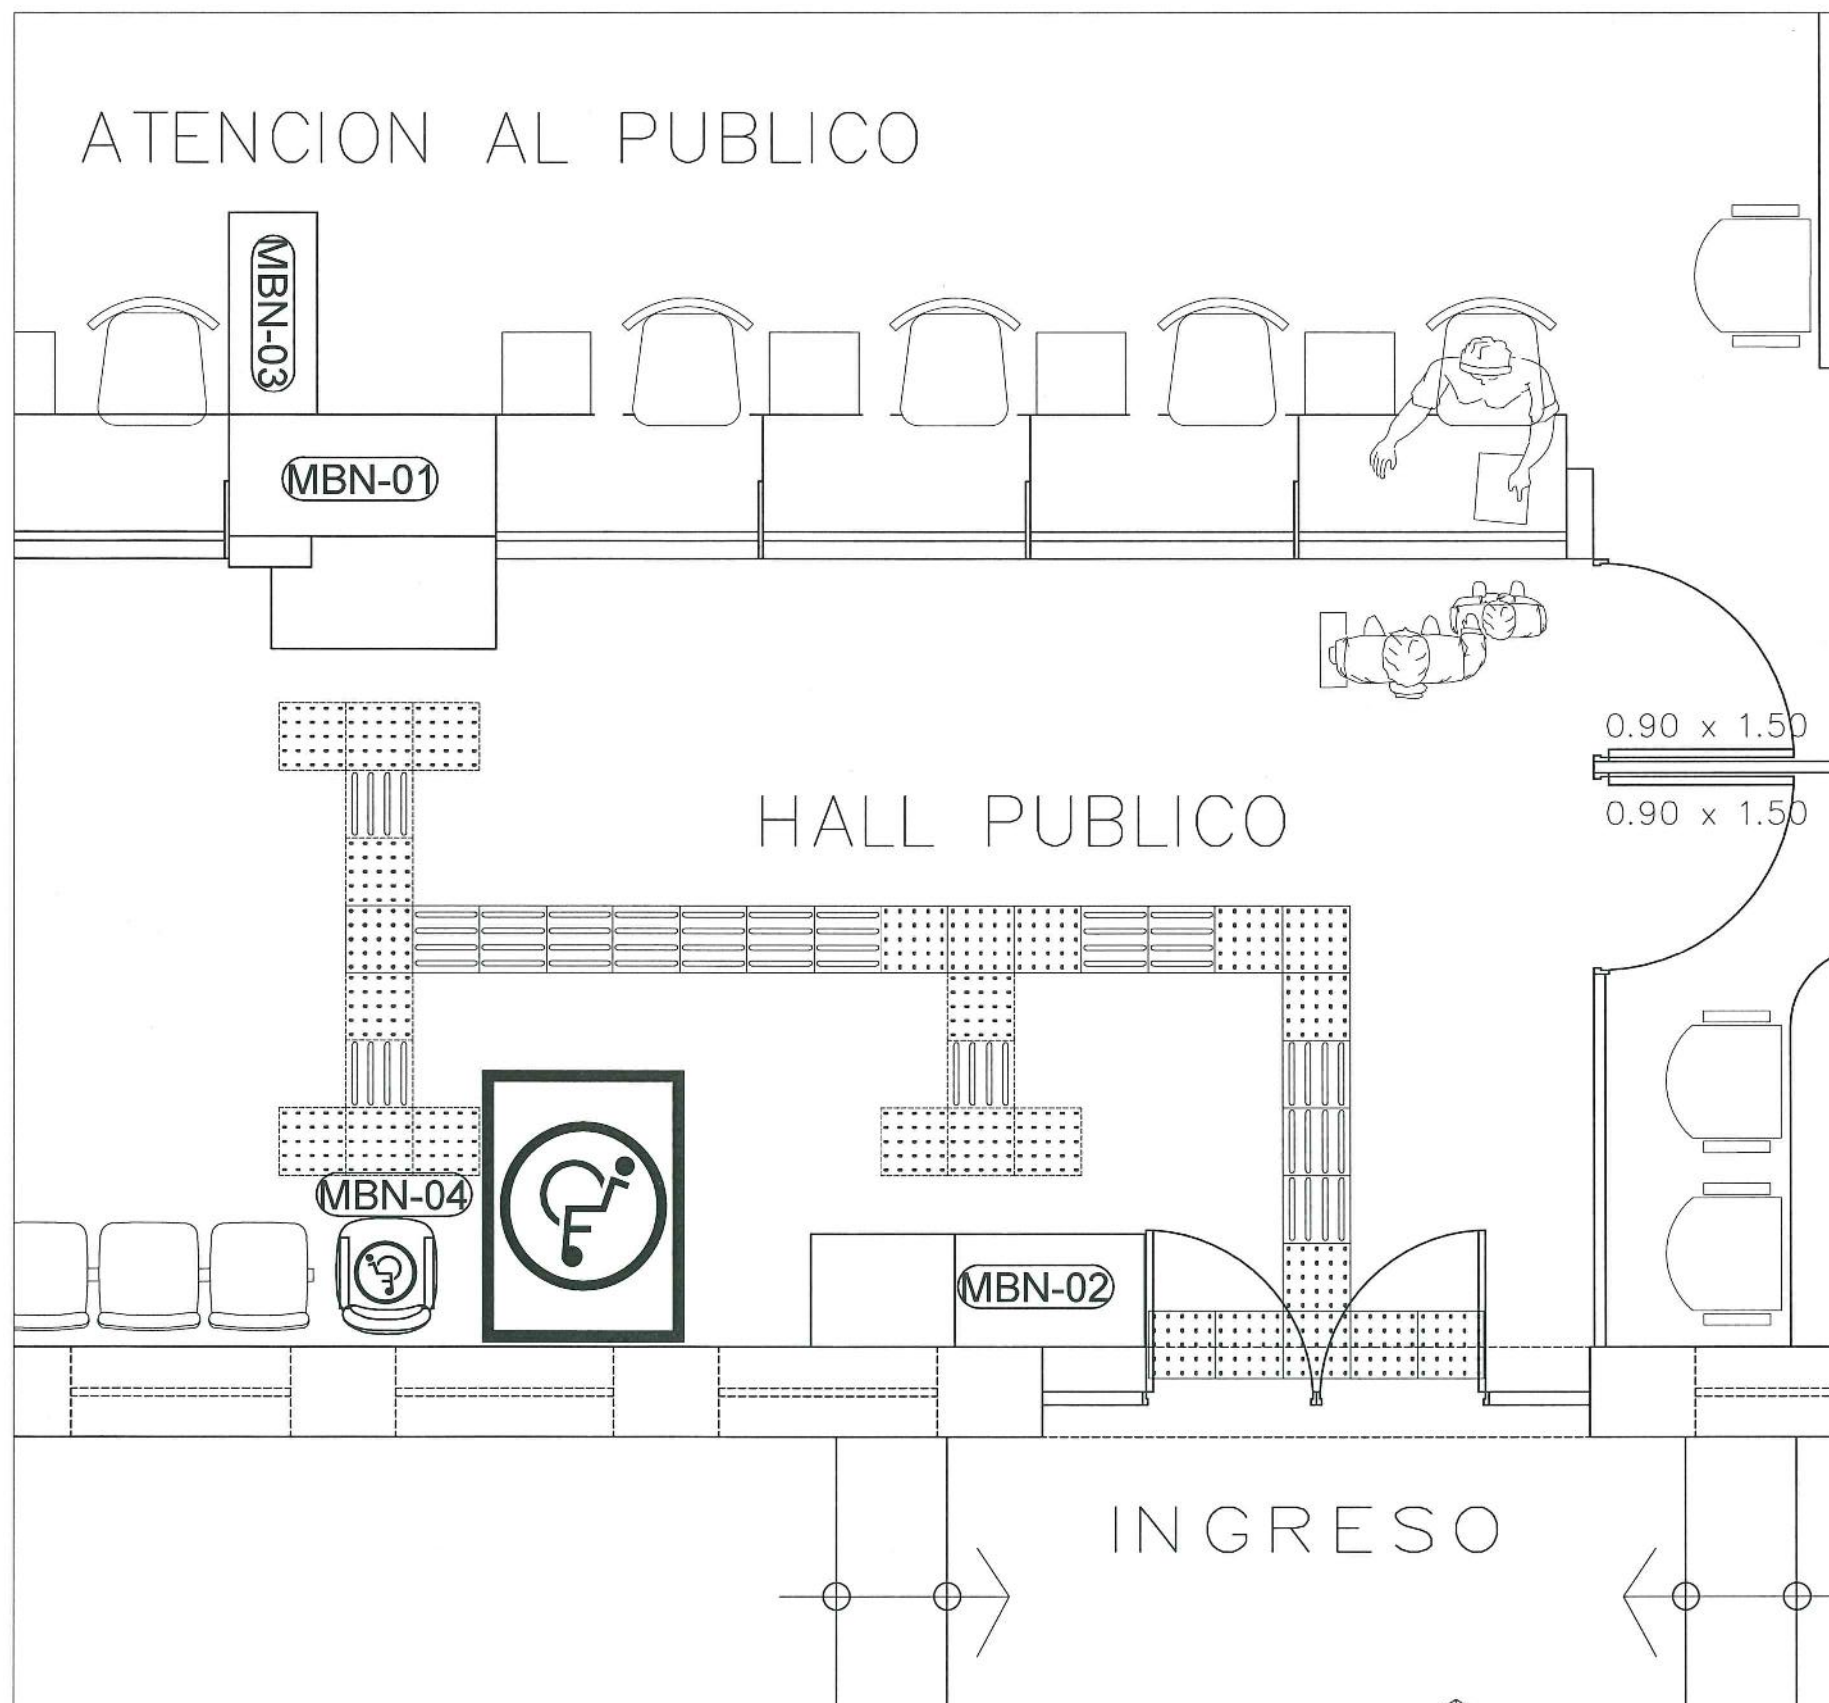 ATENCION AL PUBLICO
MBN-03
MBN-01
0.90 x 1.50
HALL PUBLICO
0.90 x 1.50
MBN-04
MBN-02
INGRESO